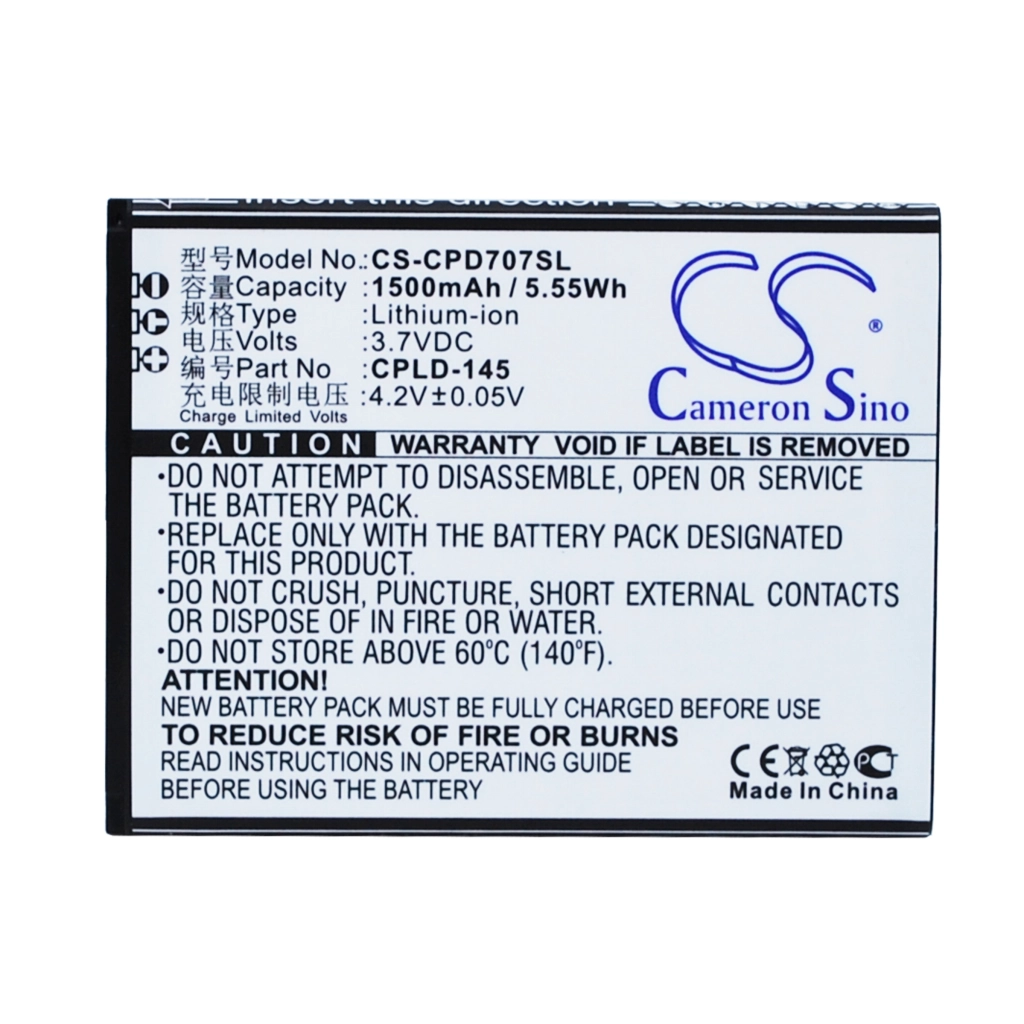 Insert this direction
型号Model No.:CS-CPD707SL
容量Capacity :1500mAh / 5.55Wh
规格Type :Lithium-ion
电压Volts :3.7VDC
编号Part No :CPLD-145
充电限制电压 :4.2V±0.05V
Charge Limited Volts
CS ®
Cameron Sino
CAUTION WARRANTY VOID IF LABEL IS REMOVED
·DO NOT ATTEMPT TO DISASSEMBLE, OPEN OR SERVICE
THE BATTERY PACK.
·REPLACE ONLY WITH THE BATTERY PACK DESIGNATED
FOR THIS PRODUCT.
·DO NOT CRUSH, PUNCTURE, SHORT EXTERNAL CONTACTS
OR DISPOSE OF IN FIRE OR WATER.
·DO NOT STORE ABOVE 60°C (140°F).
ATTENTION!
NEW BATTERY PACK MUST BE FULLY CHARGED BEFORE USE
TO REDUCE RISK OF FIRE OR BURNS
READ INSTRUCTIONS IN OPERATING GUIDE
BEFORE USING THE BATTERY
CE PCT
Made In China